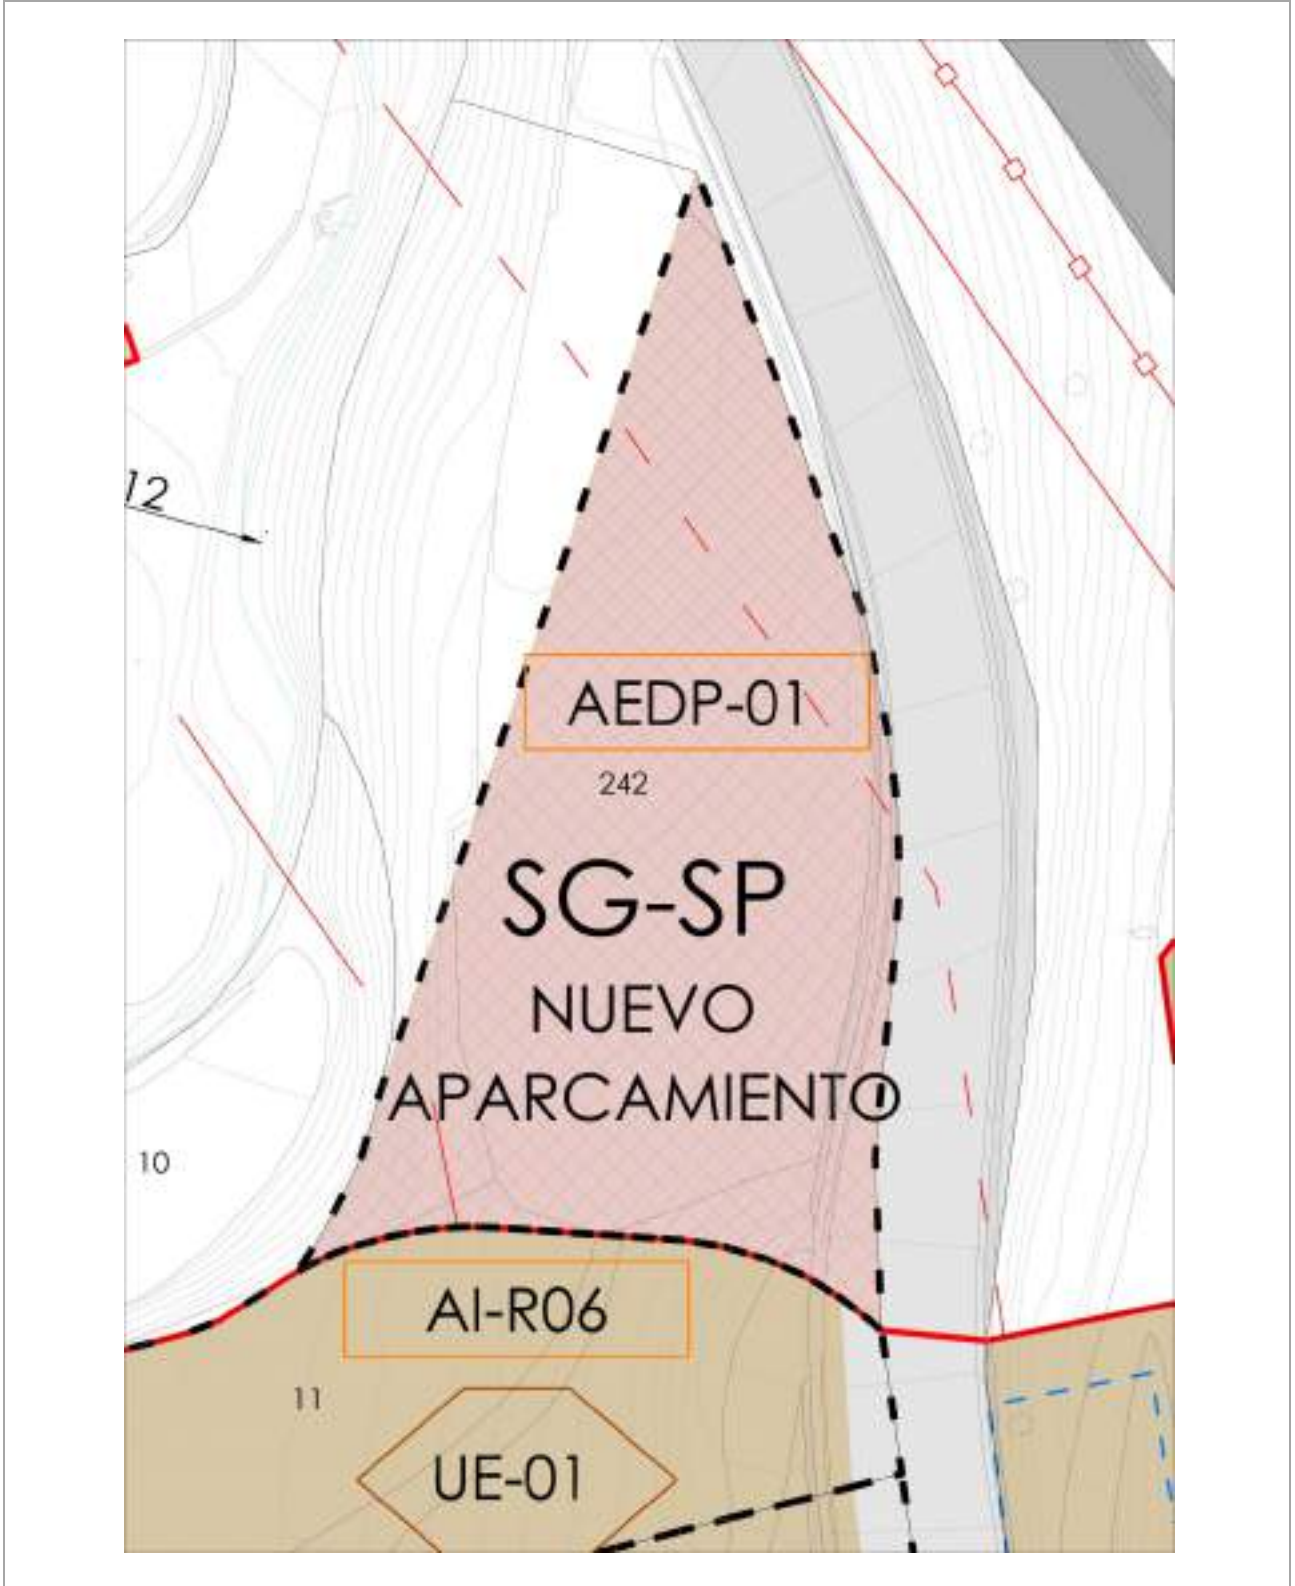 12
AEDP-01
242
SG-SP
NUEVO
APARCAMIENTO
10
AI-R06
11
UE-01